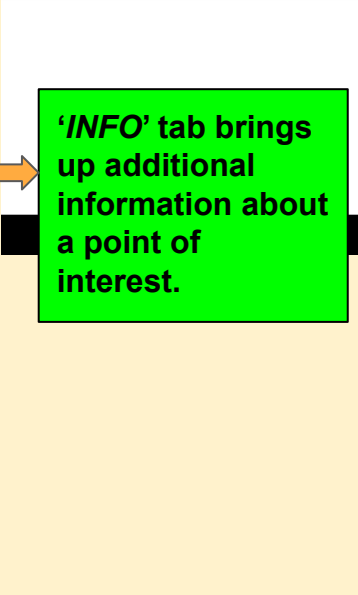 ‘INFO’ tab brings
up additional
information about
a point of
interest.